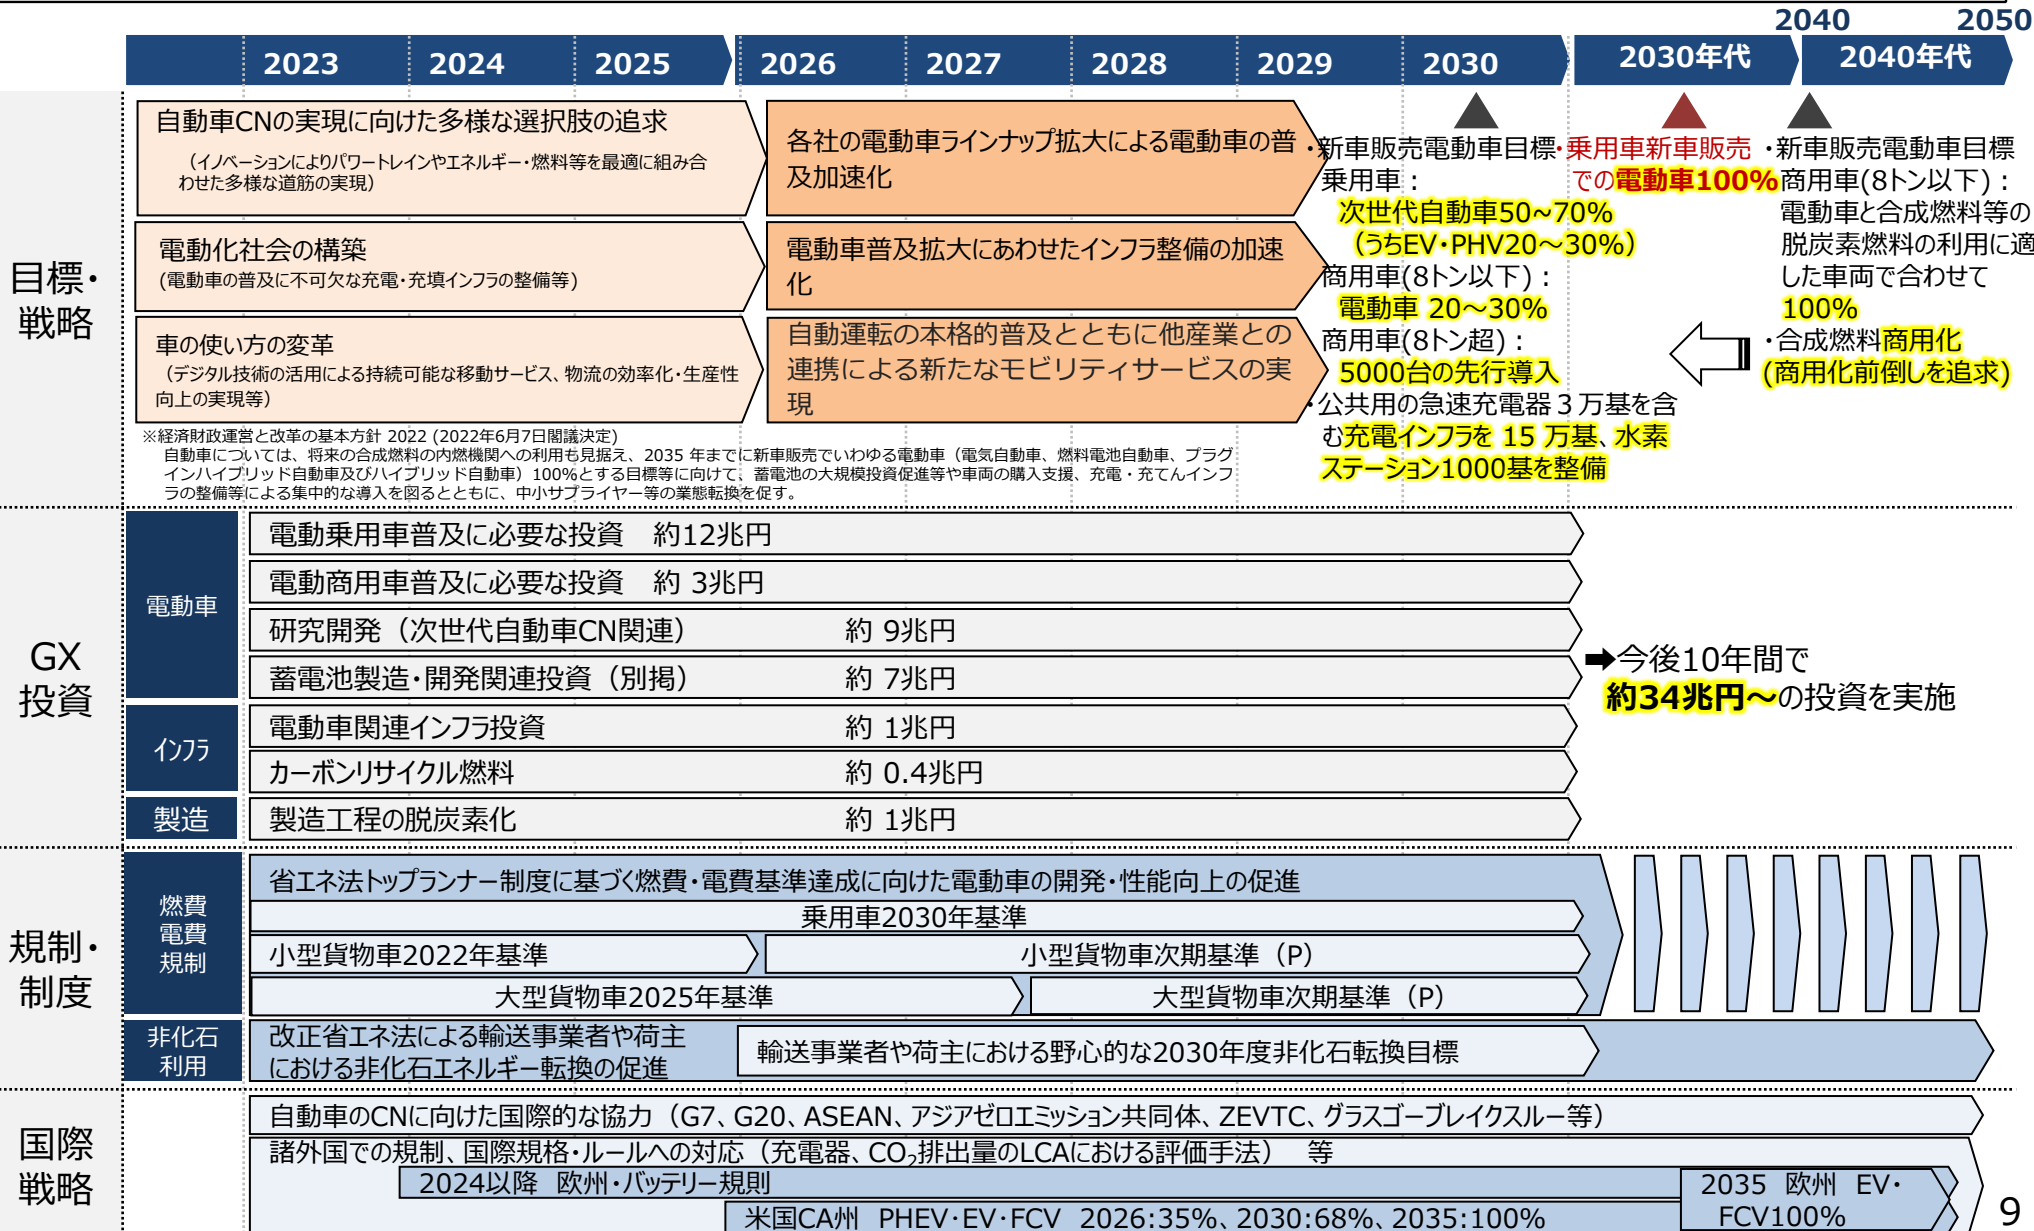 2040 2050
2023 2024 2025 2026 2027 2028 2029 2030 2030年代 2040年代
目標・
戦略
自動車CNの実現に向けた多様な選択肢の追求
（イノベーションによりパワートレインやエネルギー・燃料等を最適に組み合
わせた多様な道筋の実現）
各社の電動車ラインナップ拡大による電動車の普
及加速化
電動化社会の構築
(電動車の普及に不可欠な充電・充填インフラの整備等)
電動車普及拡大にあわせたインフラ整備の加速
化
車の使い方の変革
（デジタル技術の活用による持続可能な移動サービス、物流の効率化・生産性
向上の実現等）
自動運転の本格的普及とともに他産業との
連携による新たなモビリティサービスの実
現
・新車販売電動車目標
乗用車：
次世代自動車50~70%
（うちEV・PHV20～30%）
商用車(8トン以下)：
電動車 20～30%
商用車(8トン超)：
5000台の先行導入
・公共用の急速充電器３万基を含
む充電インフラを 15 万基、水素
ステーション1000基を整備
・乗用車新車販売
での電動車100%
・新車販売電動車目標
商用車(8トン以下)：
電動車と合成燃料等の
脱炭素燃料の利用に適
した車両で合わせて
100%
・合成燃料商用化
(商用化前倒しを追求)
※経済財政運営と改革の基本方針 2022 (2022年6月7日閣議決定)
自動車については、将来の合成燃料の内燃機関への利用も見据え、2035 年までに新車販売でいわゆる電動車（電気自動車、燃料電池自動車、プラグ
インハイブリッド自動車及びハイブリッド自動車）100%とする目標等に向けて、蓄電池の大規模投資促進等や車両の購入支援、充電・充てんインフ
ラの整備等による集中的な導入を図るとともに、中小サプライヤー等の業態転換を促す。
GX
投資
電動車
電動乗用車普及に必要な投資　約12兆円
電動商用車普及に必要な投資　約 3兆円
研究開発（次世代自動車CN関連）　約 9兆円
蓄電池製造・開発関連投資（別掲）　約 7兆円
インフラ
電動車関連インフラ投資　約 1兆円
カーボンリサイクル燃料　約 0.4兆円
製造
製造工程の脱炭素化　約 1兆円
➡今後10年間で
約34兆円～の投資を実施
規制・
制度
燃費
電費
規制
省エネ法トップランナー制度に基づく燃費・電費基準達成に向けた電動車の開発・性能向上の促進
乗用車2030年基準
小型貨物車2022年基準
小型貨物車次期基準（P）
大型貨物車2025年基準
大型貨物車次期基準（P）
非化石
利用
改正省エネ法による輸送事業者や荷主
における非化石エネルギー転換の促進
輸送事業者や荷主における野心的な2030年度非化石転換目標
国際
戦略
自動車のCNに向けた国際的な協力（G7、G20、ASEAN、アジアゼロエミッション共同体、ZEVTC、グラスゴーブレイクスルー等）
諸外国での規制、国際規格・ルールへの対応（充電器、CO₂排出量のLCAにおける評価手法）　等
2024以降　欧州・バッテリー規則
米国CA州　PHEV・EV・FCV　2026:35%、2030:68%、2035:100%
2035　欧州　EV・
FCV100%
9